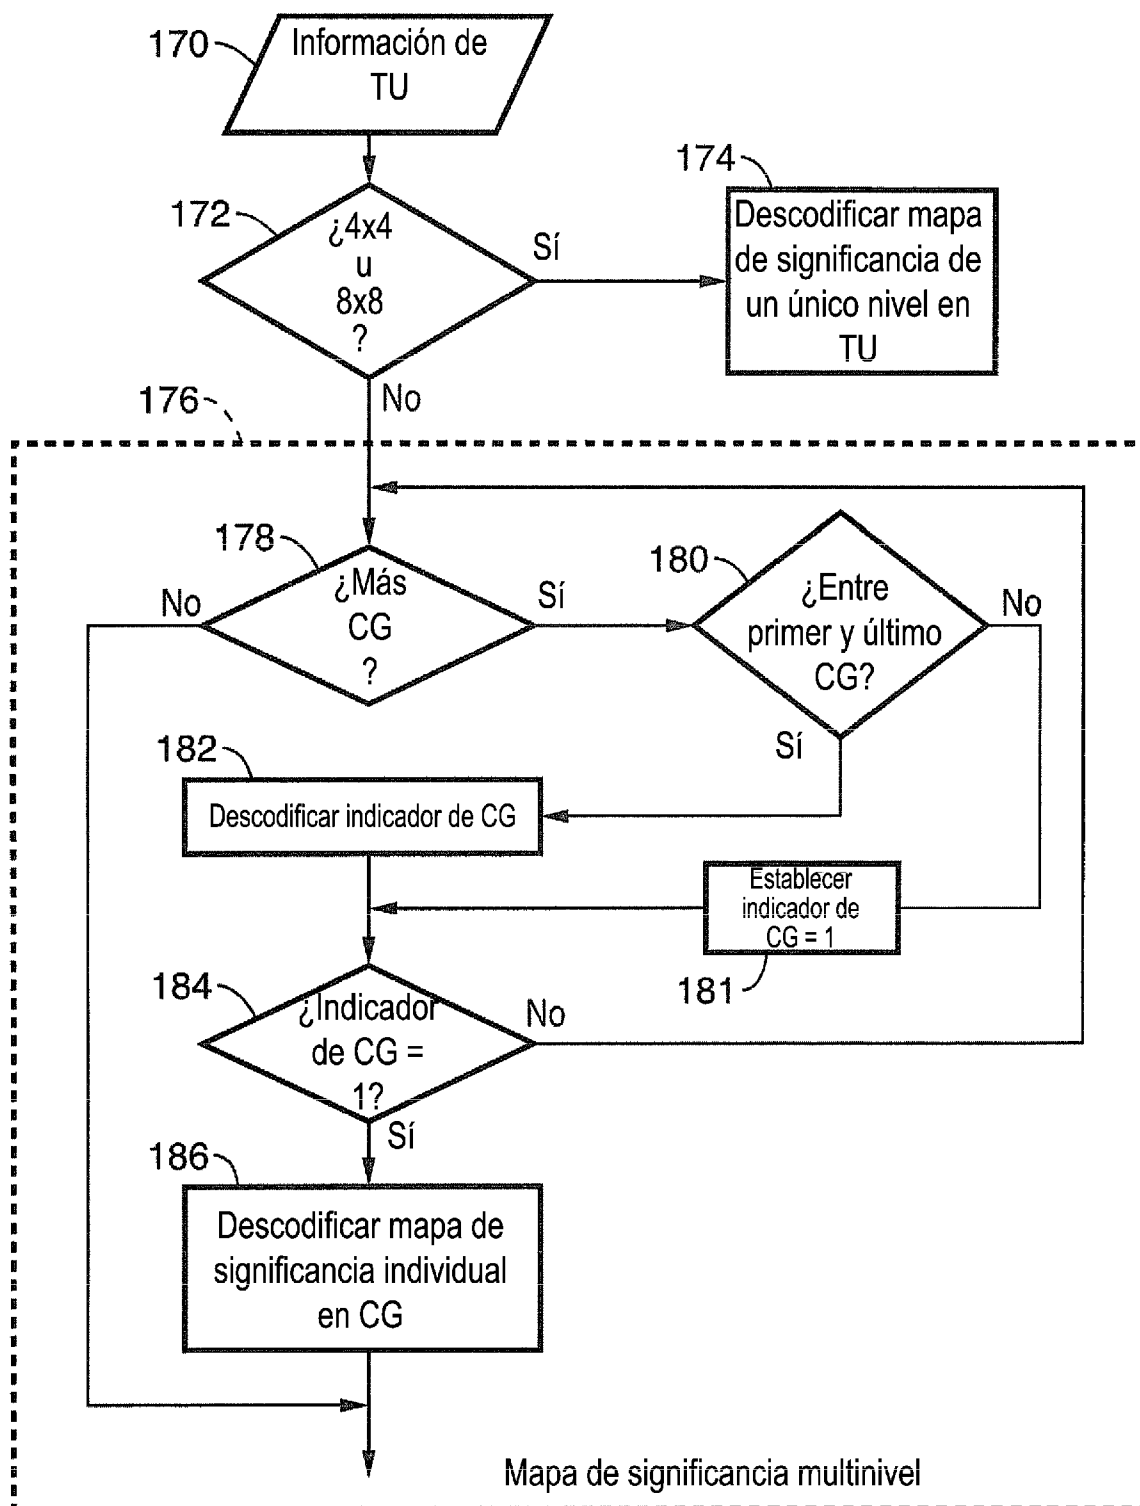 170
Información de
TU
172
¿4x4
u
8x8
?
Sí
174
Descodificar mapa
de significancia de
un único nivel en
TU
No
176
178
¿Más
CG
?
No
Sí
180
¿Entre
primer y último
CG?
No
Sí
182
Descodificar indicador de CG
Establecer
indicador de
CG = 1
181
184
¿Indicador
de CG =
1?
No
Sí
186
Descodificar mapa de
significancia individual
en CG
Mapa de significancia multinivel